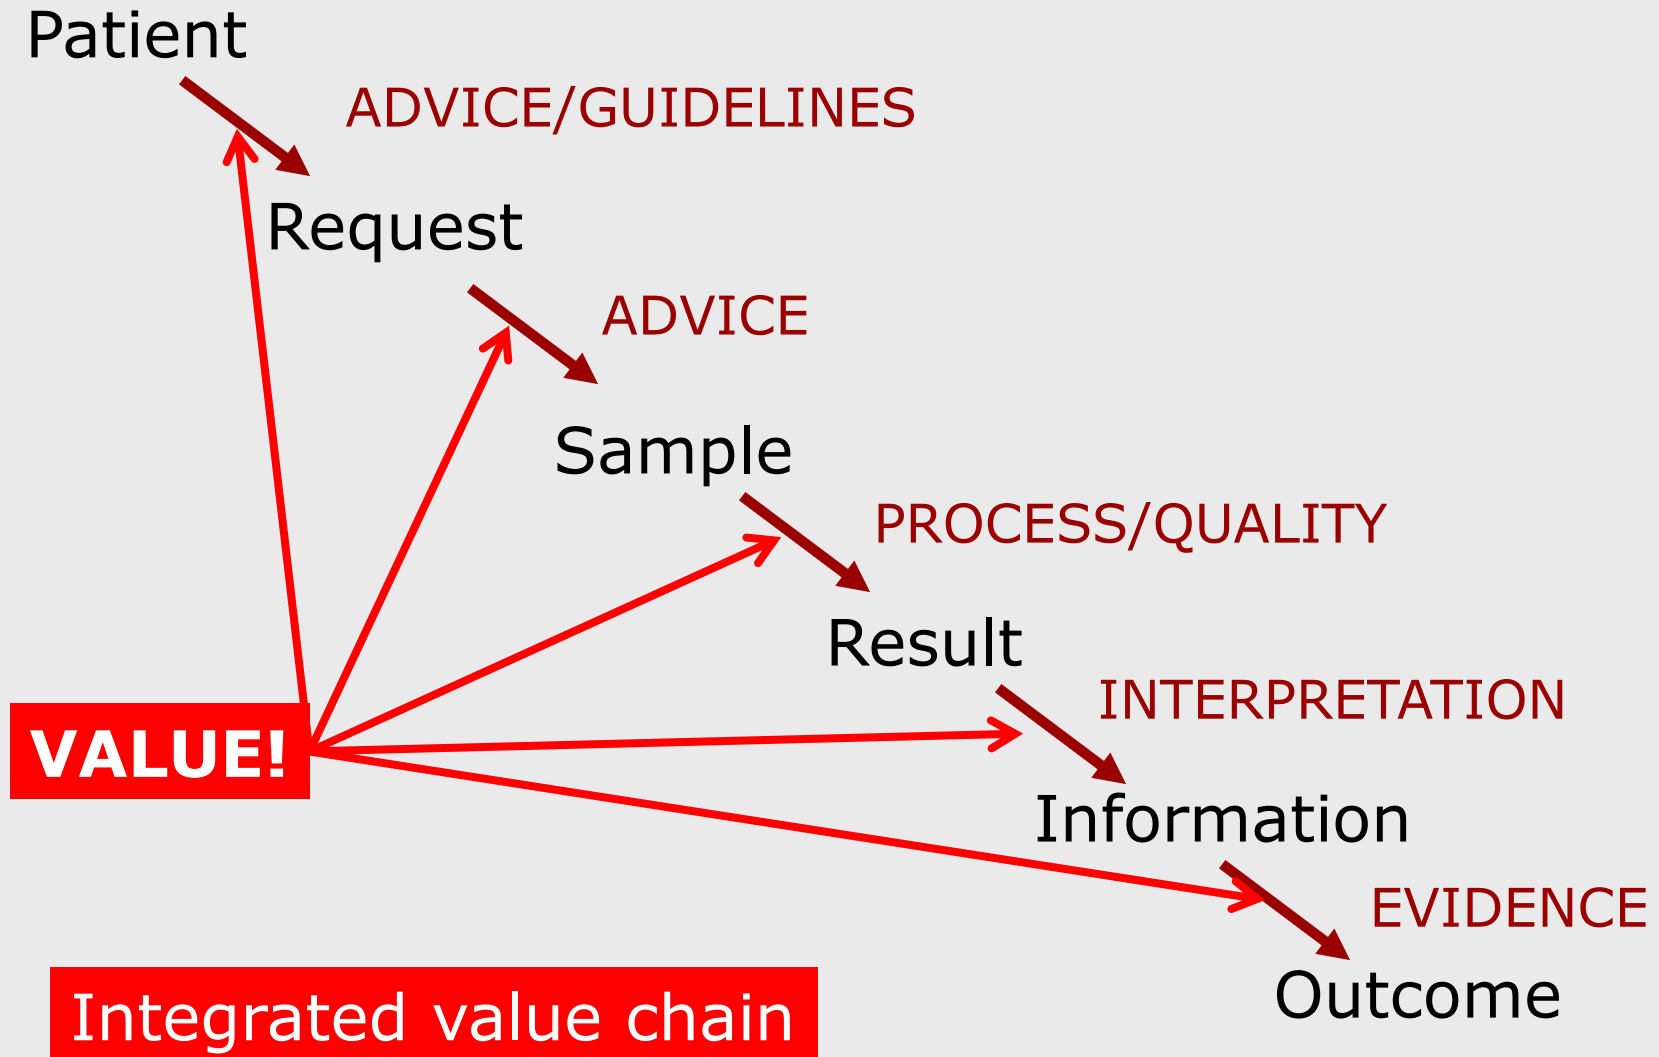 Patient
ADVICE/GUIDELINES
Request
ADVICE
Sample
PROCESS/QUALITY
Result
INTERPRETATION
VALUE!
Information
EVIDENCE
Outcome
Integrated value chain